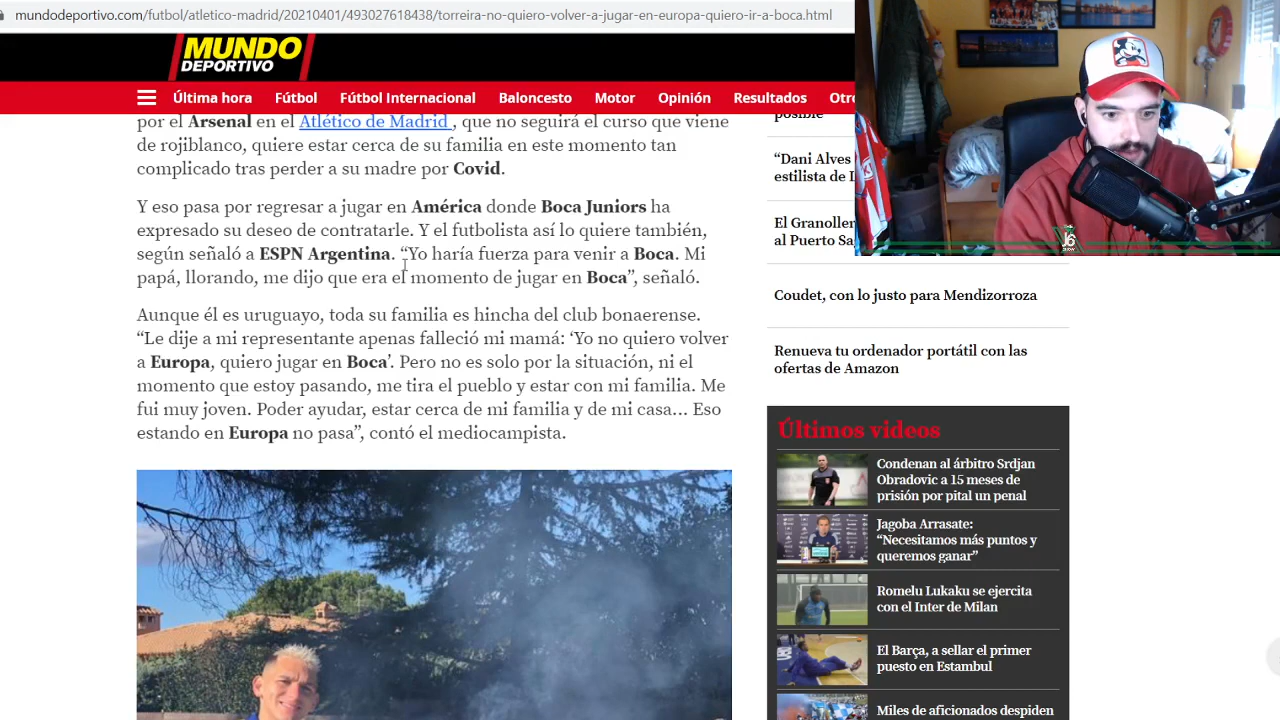 mundodeportivo.com/futbol/atletico-madrid/20210401/493027618438/torreira-no-quiero-volver-a-jugar-en-europa-quiero-ir-a-boca.html
MUNDO
DEPORTIVO
Última hora Fútbol Fútbol Internacional Baloncesto Motor Opinión Resultados Otro
por el Arsenal en el Atlético de Madrid , que no seguirá el curso que viene
de rojiblanco, quiere estar cerca de su familia en este momento tan
complicado tras perder a su madre por Covid.
Y eso pasa por regresar a jugar en América donde Boca Juniors ha
expresado su deseo de contratarle. Y el futbolista así lo quiere también,
según señaló a ESPN Argentina. “Yo haría fuerza para venir a Boca. Mi
papá, llorando, me dijo que era el momento de jugar en Boca”, señaló.
Aunque él es uruguayo, toda su familia es hincha del club bonaerense.
“Le dije a mi representante apenas falleció mi mamá: ‘Yo no quiero volver
a Europa, quiero jugar en Boca’. Pero no es solo por la situación, ni el
momento que estoy pasando, me tira el pueblo y estar con mi familia. Me
fui muy joven. Poder ayudar, estar cerca de mi familia y de mi casa... Eso
estando en Europa no pasa”, contó el mediocampista.
posible
“Dani Alves
estilista de
El Granoller
al Puerto Sa
Coudet, con lo justo para Mendizorroza
Renueva tu ordenador portátil con las
ofertas de Amazon
Últimos videos
Condenan al árbitro Srdjan
Obradovic a 15 meses de
prisión por pital un penal
Jagoba Arrasate:
“Necesitamos más puntos y
queremos ganar”
Romelu Lukaku se ejercita
con el Inter de Milan
El Barça, a sellar el primer
puesto en Estambul
Miles de aficionados despiden